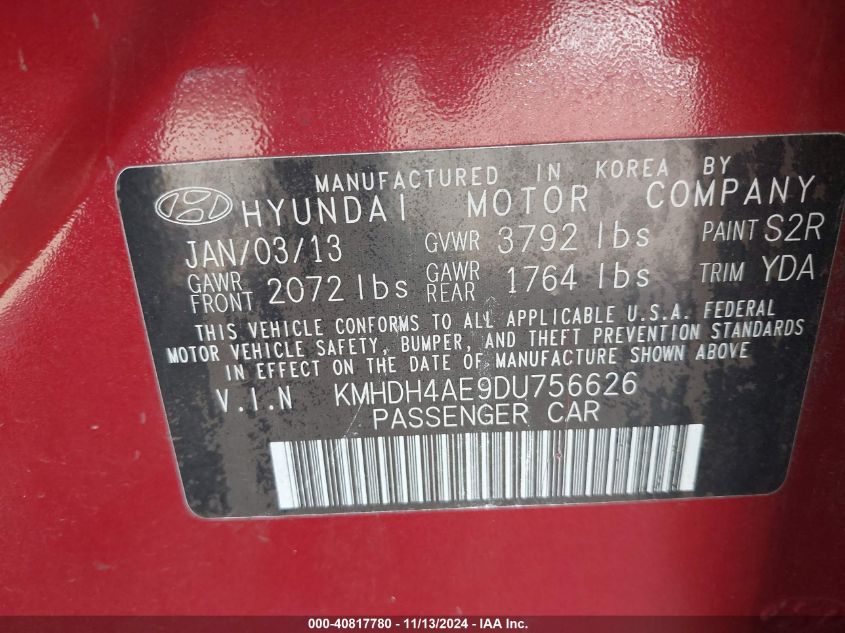 MANUFACTURED IN KOREA BY
HYUNDAI MOTOR COMPANY
JAN/03/13 GVWR 3792 lbs PAINT S2R
GAWR FRONT 2072 lbs GAWR REAR 1764 lbs TRIM YDA
THIS VEHICLE CONFORMS TO ALL APPLICABLE U.S.A. FEDERAL
MOTOR VEHICLE SAFETY, BUMPER, AND THEFT PREVENTION STANDARDS
IN EFFECT ON THE DATE OF MANUFACTURE SHOWN ABOVE
V.I.N KMHDH4AE9DU756626
PASSENGER CAR
000-40817780 - 11/13/2024 - IAA Inc.